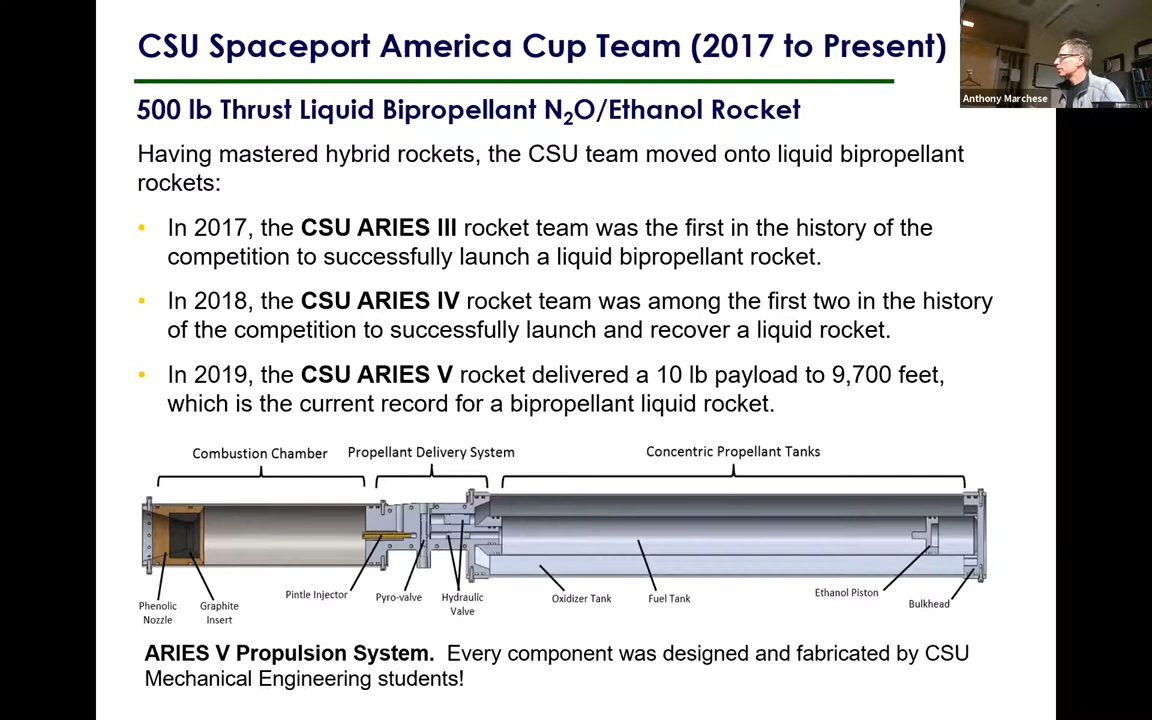 CSU Spaceport America Cup Team (2017 to Present)
Anthony Marchese
500 lb Thrust Liquid Bipropellant N₂O/Ethanol Rocket
Having mastered hybrid rockets, the CSU team moved onto liquid bipropellant
rockets:
• In 2017, the CSU ARIES III rocket team was the first in the history of the
competition to successfully launch a liquid bipropellant rocket.
• In 2018, the CSU ARIES IV rocket team was among the first two in the history
of the competition to successfully launch and recover a liquid rocket.
• In 2019, the CSU ARIES V rocket delivered a 10 lb payload to 9,700 feet,
which is the current record for a bipropellant liquid rocket.
Combustion Chamber
Propellant Delivery System
Concentric Propellant Tanks
Phenolic
Nozzle
Graphite
Insert
Pintle Injector
Pyro-valve
Hydraulic
Valve
Oxidizer Tank
Fuel Tank
Ethanol Piston
Bulkhead
ARIES V Propulsion System. Every component was designed and fabricated by CSU
Mechanical Engineering students!